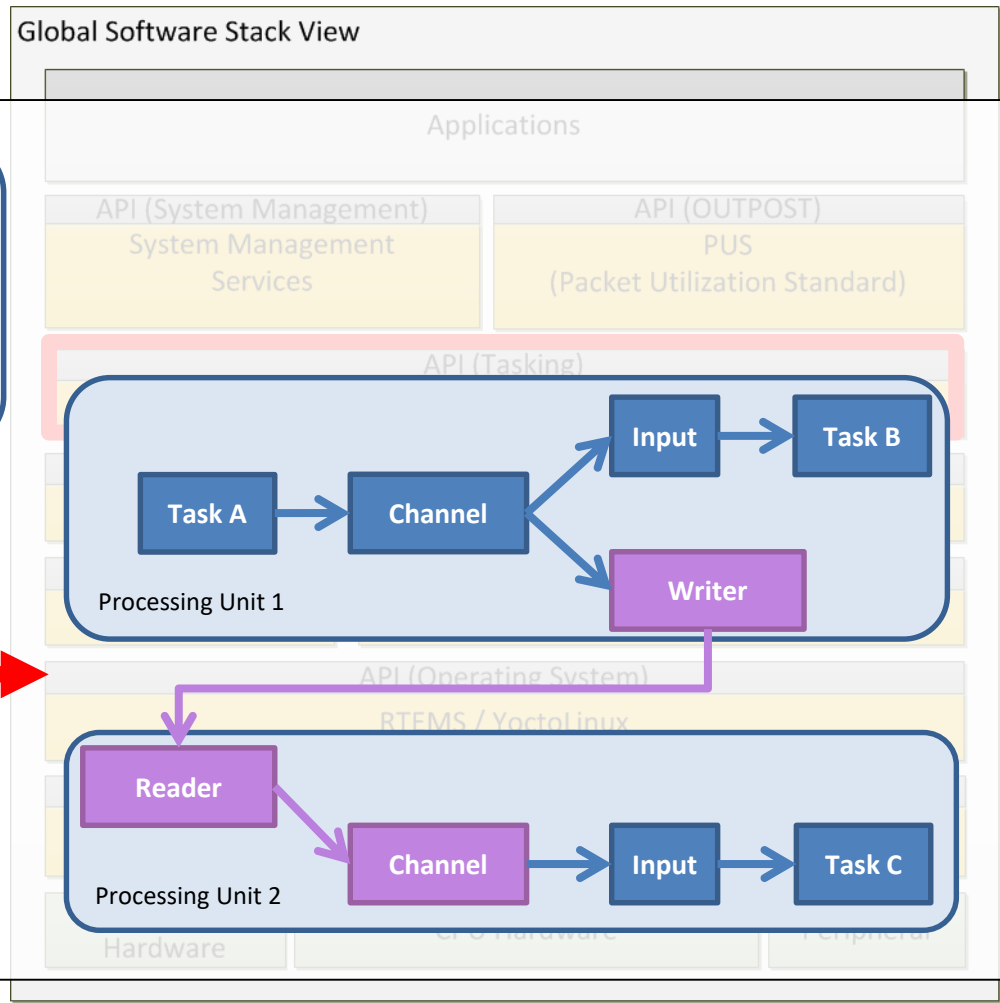 Global Software Stack View
Applications
API (System Management)
System Management
Services
API (OUTPOST)
PUS
(Packet Utilization Standard)
API (Tasking)
Input
Task B
Task A
Channel
Writer
Processing Unit 1
API (Operating System)
RTEMS / YoctoLinux
Reader
Channel
Input
Task C
Processing Unit 2
Hardware
CPU Hardware
Peripheral